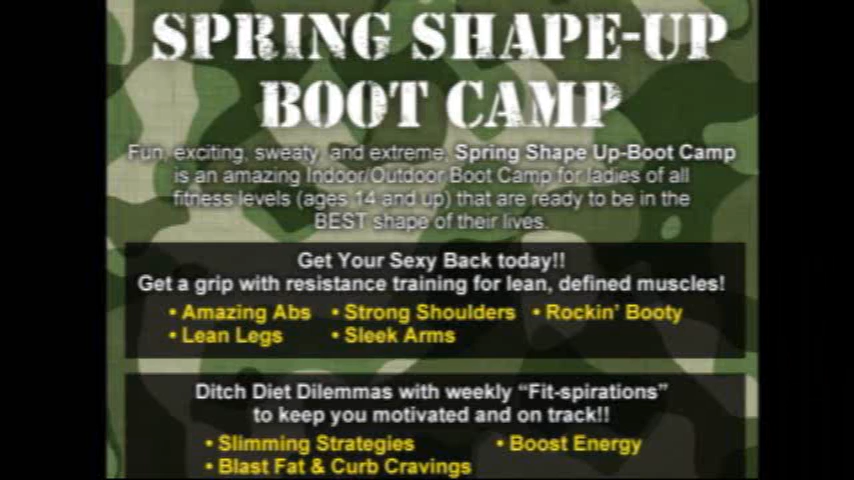 SPRING SHAPE-UP
BOOT CAMP
Fun, exciting, sweaty, and extreme, Spring Shape Up-Boot Camp
is an amazing Indoor/Outdoor Boot Camp for ladies of all
fitness levels (ages 14 and up) that are ready to be in the
BEST shape of their lives.
Get Your Sexy Back today!!
Get a grip with resistance training for lean, defined muscles!
• Amazing Abs • Strong Shoulders • Rockin' Booty
• Lean Legs • Sleek Arms
Ditch Diet Dilemmas with weekly “Fit-spirations”
to keep you motivated and on track!!
• Slimming Strategies • Boost Energy
• Blast Fat & Curb Cravings